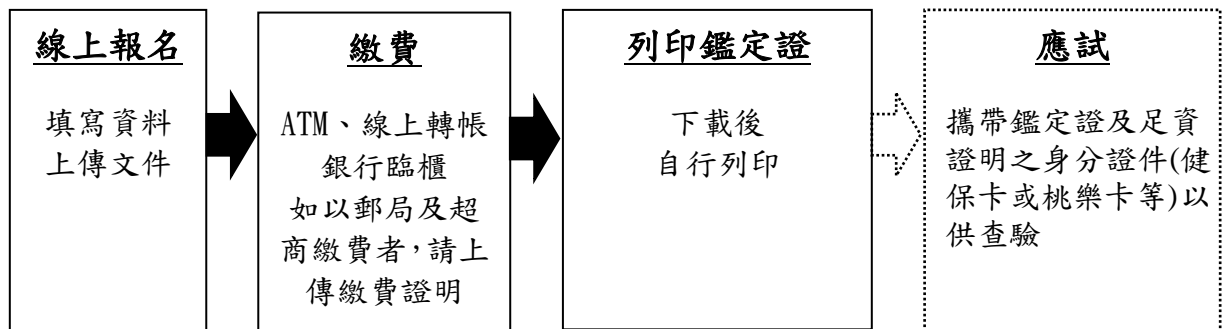 線上報名
填寫資料
上傳文件
繳費
ATM、線上轉帳
銀行臨櫃
如以郵局及超
商繳費者,請上
傳繳費證明
列印鑑定證
下載後
自行列印
應試
攜帶鑑定證及足資
證明之身分證件(健
保卡或桃樂卡等)以
供查驗